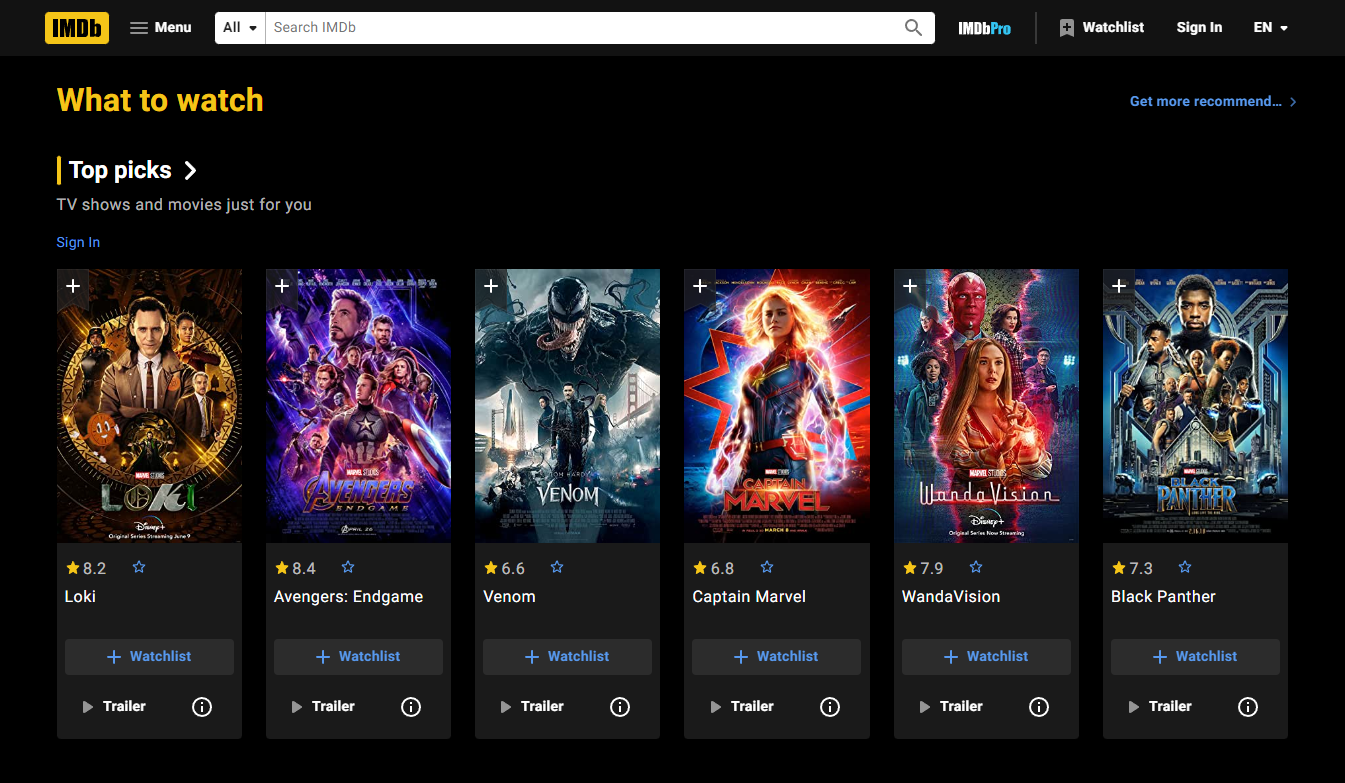 IMDb Menu All Search IMDb IMDbPro Watchlist Sign In EN
What to watch
Get more recommend...
Top picks
TV shows and movies just for you
Sign In
MARVEL STUDIOS
LOKI
Disney+
Original Series Streaming June 9
MARVEL STUDIOS
AVENGERS
ENDGAME
APRIL 26
TOM HARDY
VENOM
MARVEL STUDIOS
CAPTAIN
MARVEL
MARCH 8
MARVEL STUDIOS
WandaVision
Disney+
Original Series Now Streaming
MARVEL STUDIOS
BLACK
PANTHER
8.2 8.4 6.6 6.8 7.9 7.3
Loki Avengers: Endgame Venom Captain Marvel WandaVision Black Panther
Watchlist Watchlist Watchlist Watchlist Watchlist Watchlist
Trailer Trailer Trailer Trailer Trailer Trailer